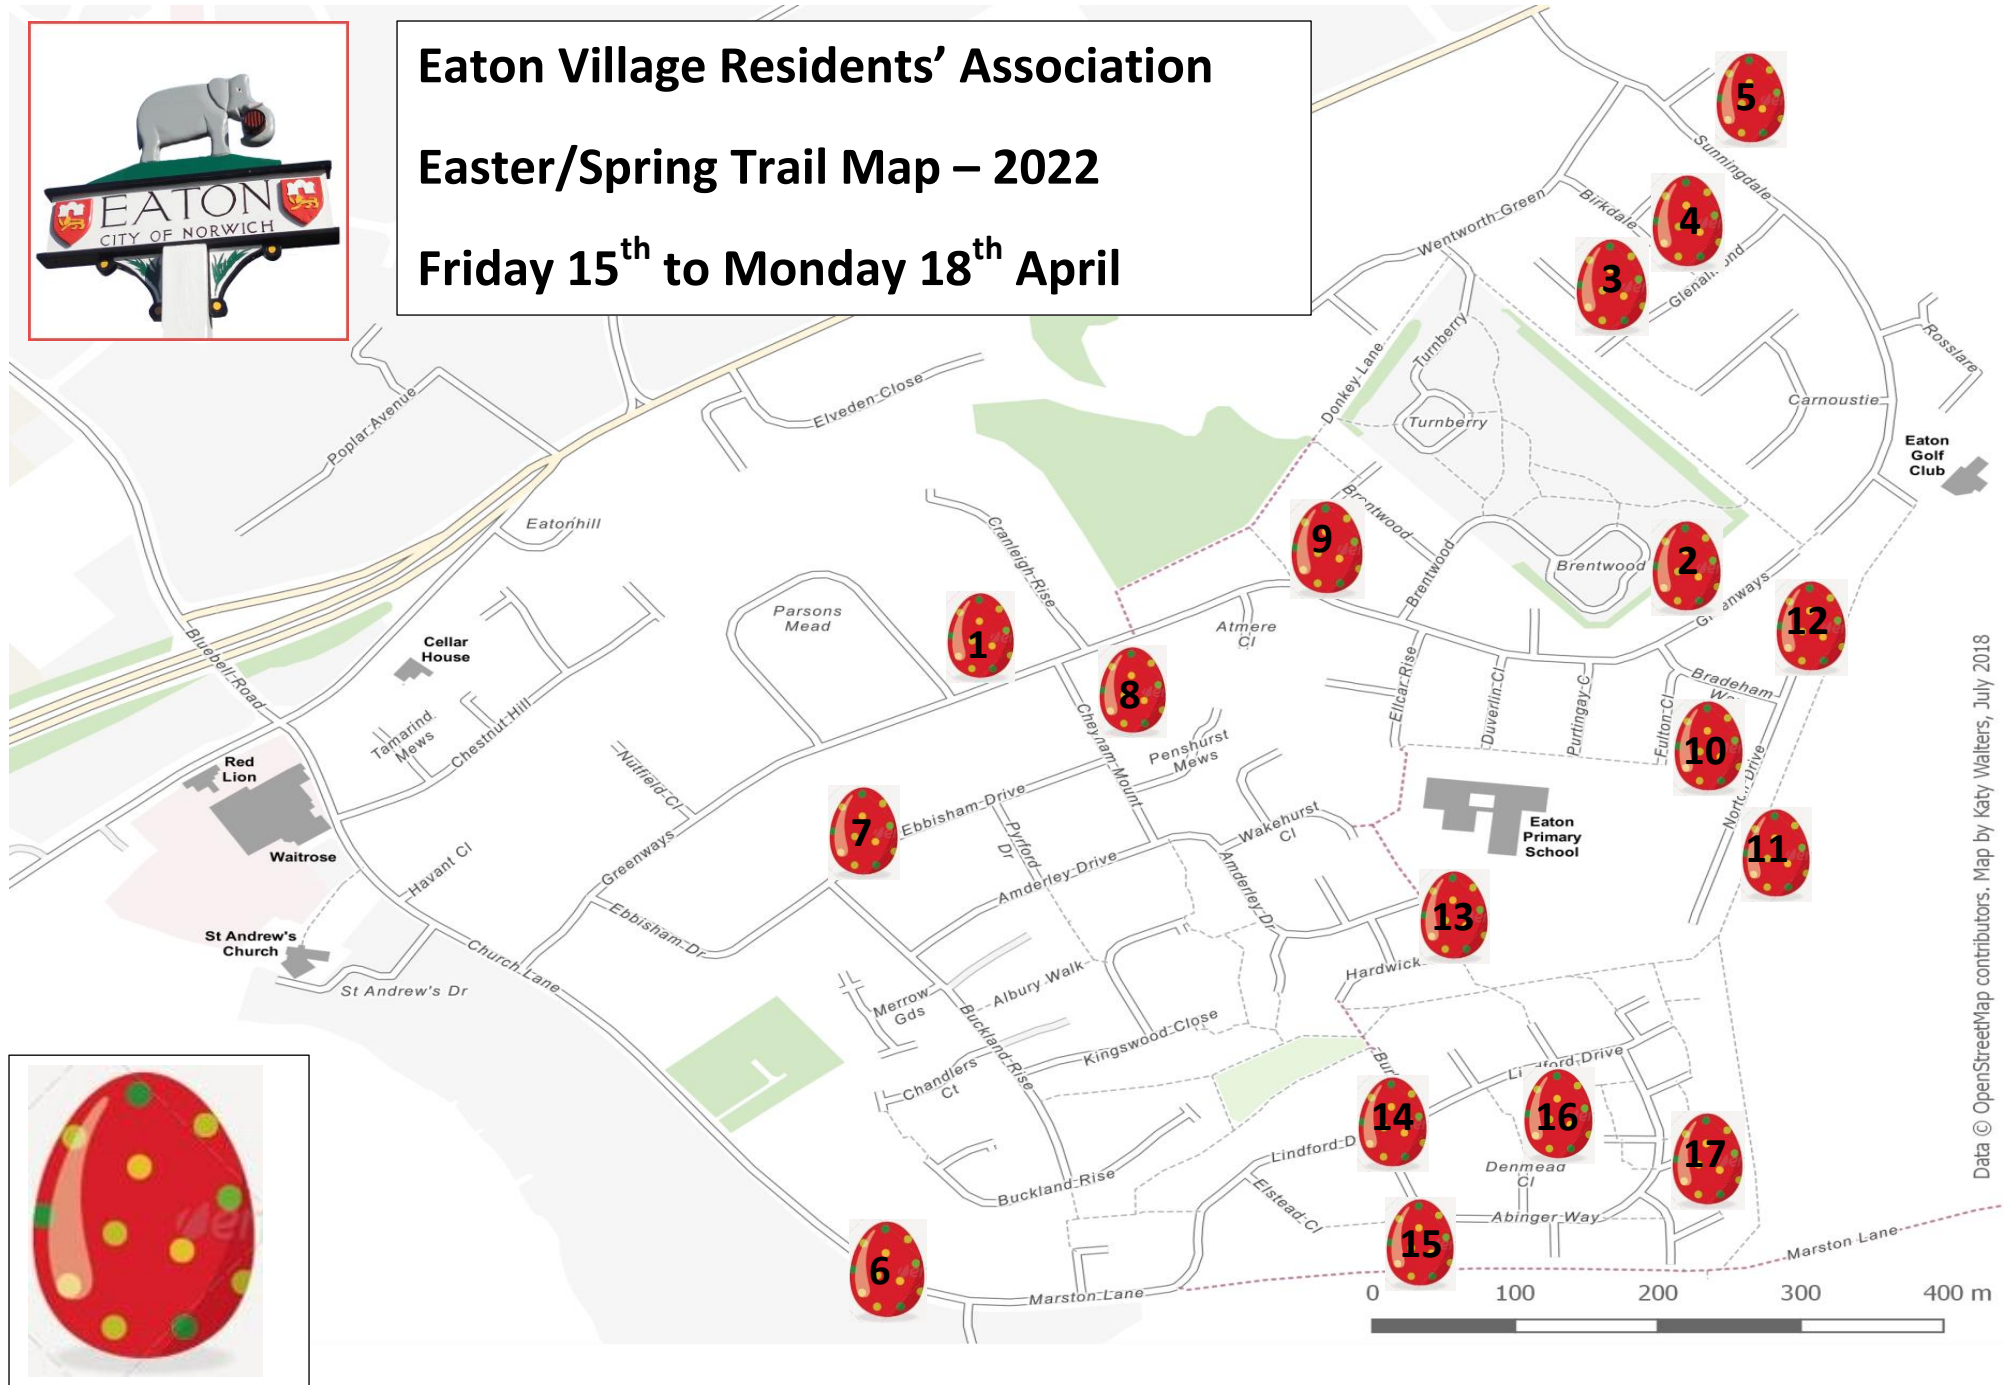 Eaton Village Residents’ Association
Easter/Spring Trail Map – 2022
Friday 15th to Monday 18th April
EATON
CITY OF NORWICH
5
Sunningdale
4
Birkdale
Wentworth Green
3
Rosslare
Turnberry
Donkey Lane
Carnoustie
Elveden Close
Poplar Avenue
Turnberry
Eaton
Golf
Club
Eatonhill
Cranleigh Rise
Brentwood
9
Brentwood
Brentwood
2
12
Parsons
Mead
1
Atmere
Cl
Cellar
House
Bluebell Road
8
Ellcar Rise
Duverlin Cl
Purtingay C
Fulton Cl
Bradeham
10
Tamarind
Mews
Chestnut Hill
Cheynam Mount
Penshurst
Mews
Red
Lion
Nutfield Cl
Waitrose
7
Ebbisham Drive
Pyrford
Dr
Wakehurst
Cl
Eaton
Primary
School
11
Greenways
Havant Cl
Amderley Drive
Amderley Dr
13
Ebbisham Dr
St Andrew's
Church
Church Lane
St Andrew's Dr
Hardwick
Merrow
Gds
Albury Walk
Buckland Rise
Kingswood Close
Chandlers
Ct
14
16
17
Lindford D
Denmead
Cl
Buckland Rise
Elstead Cl
Abinger Way
15
6
Marston Lane
Marston Lane
0 100 200 300 400 m
Data © OpenStreetMap contributors. Map by Katy Walters, July 2018